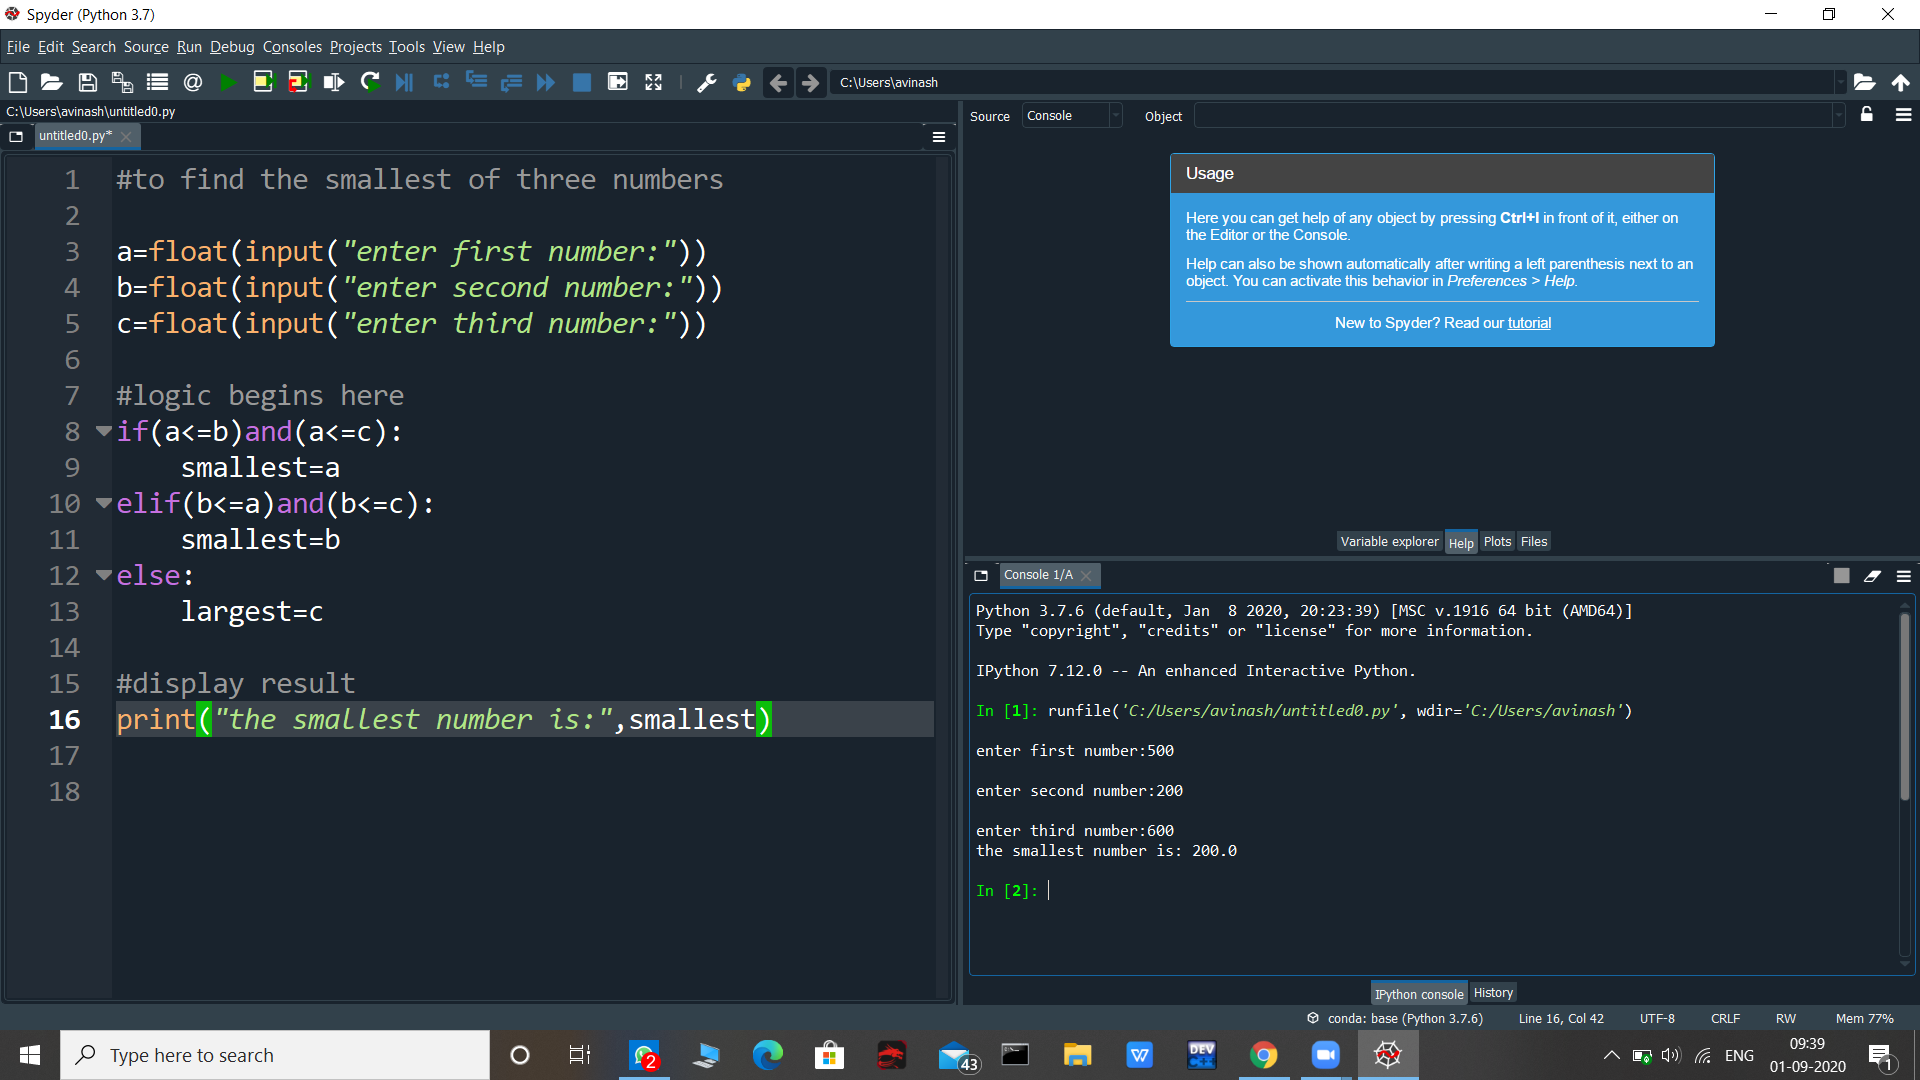 Spyder (Python 3.7)
File Edit Search Source Run Debug Consoles Projects Tools View Help
C:\Users\avinash
C:\Users\avinash\untitled0.py
untitled0.py*
1 #to find the smallest of three numbers
2
3 a=float(input("enter first number:"))
4 b=float(input("enter second number:"))
5 c=float(input("enter third number:"))
6
7 #logic begins here
8 if(a<=b)and(a<=c):
9     smallest=a
10 elif(b<=a)and(b<=c):
11     smallest=b
12 else:
13     largest=c
14
15 #display result
16 print("the smallest number is:",smallest)
17
18
Source Console Object
Usage
Here you can get help of any object by pressing Ctrl+I in front of it, either on
the Editor or the Console.
Help can also be shown automatically after writing a left parenthesis next to an
object. You can activate this behavior in Preferences > Help.
New to Spyder? Read our tutorial
Variable explorer Help Plots Files
Console 1/A
Python 3.7.6 (default, Jan  8 2020, 20:23:39) [MSC v.1916 64 bit (AMD64)]
Type "copyright", "credits" or "license" for more information.
IPython 7.12.0 -- An enhanced Interactive Python.
In [1]: runfile('C:/Users/avinash/untitled0.py', wdir='C:/Users/avinash')
enter first number:500
enter second number:200
enter third number:600
the smallest number is: 200.0
In [2]:
IPython console History
conda: base (Python 3.7.6) Line 16, Col 42 UTF-8 CRLF RW Mem 77%
Type here to search
2
43
W
DEV
C++
ENG
09:39
01-09-2020
1